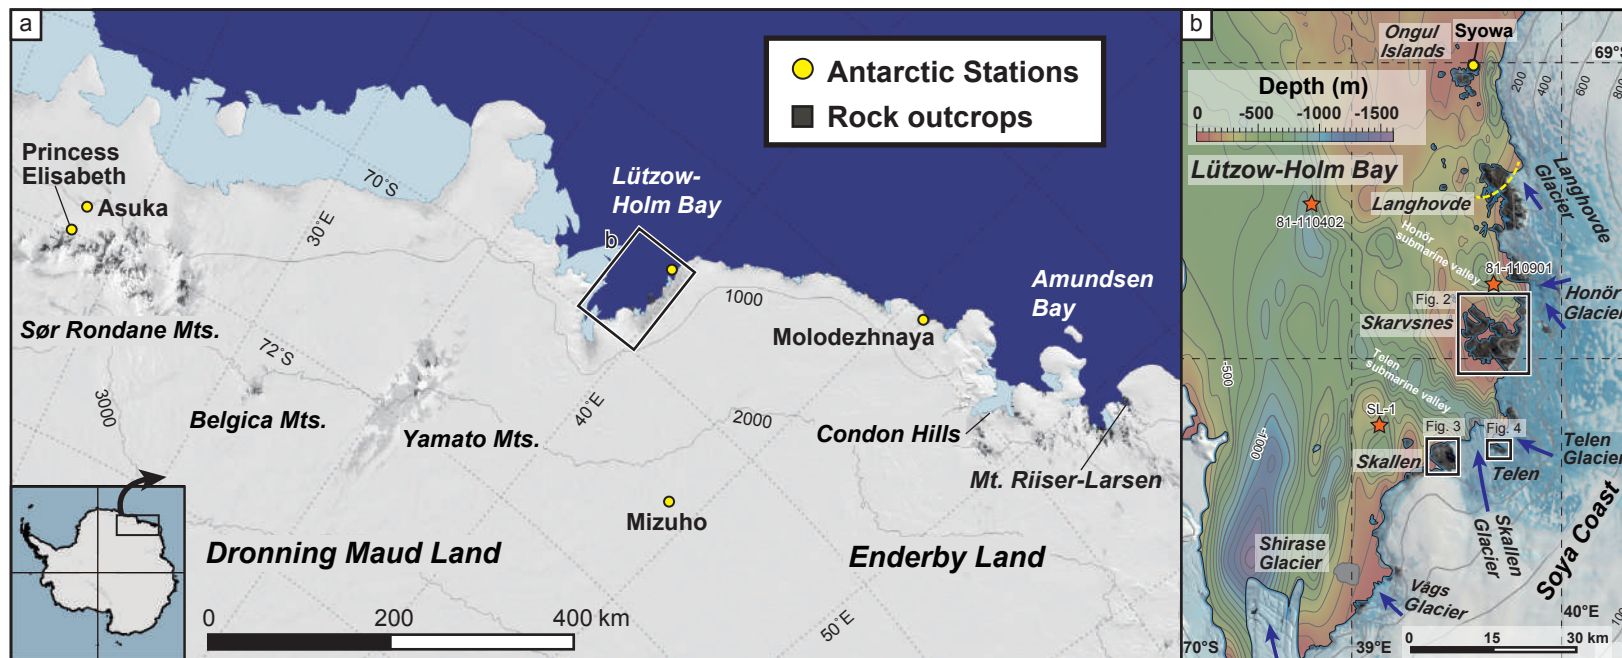 a
Antarctic Stations
Rock outcrops
Princess
Elisabeth
Asuka
70°S
30°E
Lützow-
Holm Bay
b
Amundsen
Bay
1000
Molodezhnaya
Sør Rondane Mts.
72°S
3000
Belgica Mts.
Yamato Mts.
40°E
2000
Condon Hills
Mt. Riiser-Larsen
Mizuho
Dronning Maud Land
Enderby Land
0
200
400 km
50°E
b
Ongul
Islands
Syowa
69°S
200
400
600
800
Depth (m)
0
-500
-1000
-1500
Lützow-Holm Bay
Langhovde
Glacier
Langhovde
81-110402
Honör
submarine valley
81-110901
Fig. 2
Honör
Glacier
Skarvsnes
Telen
submarine valley
-500
SL-1
Fig. 3
Fig. 4
-1000
Skallen
Telen
Telen
Glacier
Skallen
Glacier
Soya Coast
Shirase
Glacier
Vågs
Glacier
40°E
70°S
39°E
0
15
30 km